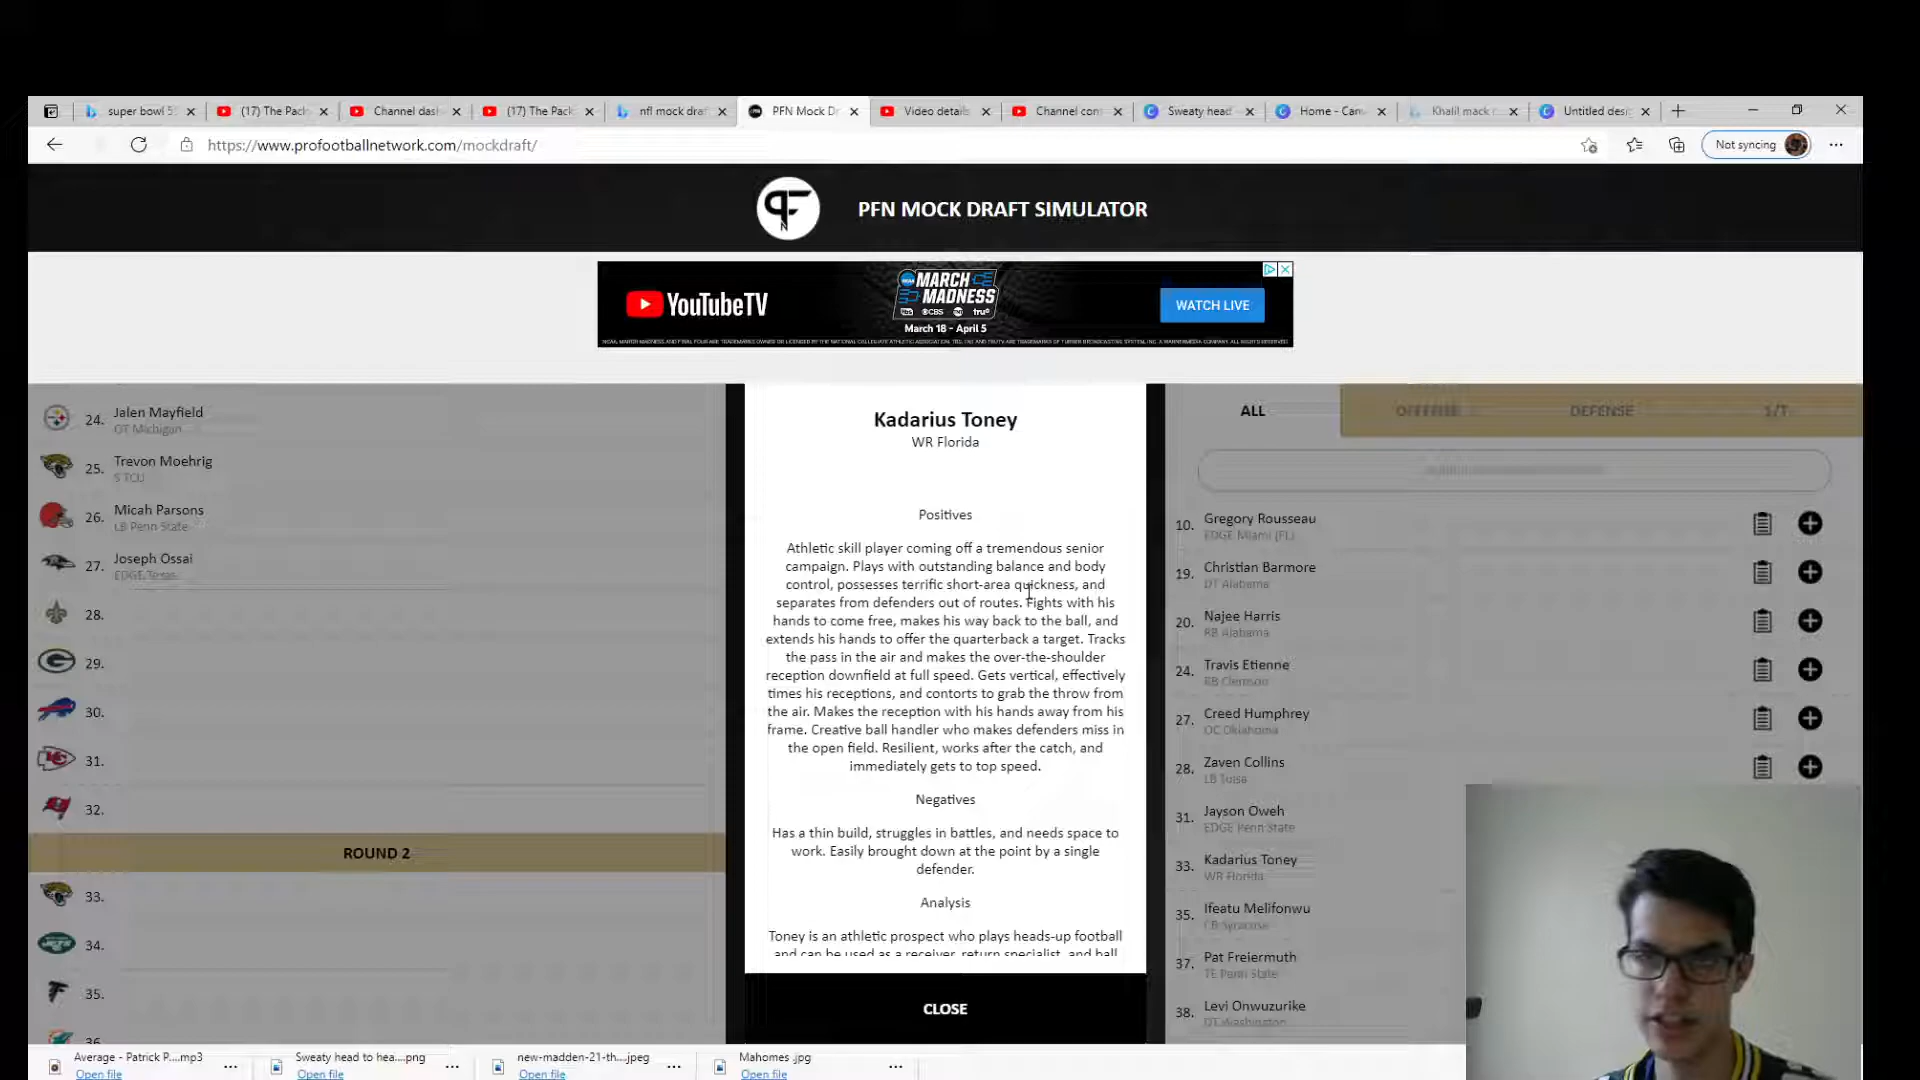 super bowl 5
(17) The Pack
Channel dash
(17) The Pack
nfl mock draf
PFN Mock Dr
Video details
Channel con
Sweaty head
Home - Can
Khalil mack
Untitled desi
https://www.profootballnetwork.com/mockdraft/
Not syncing
PFN MOCK DRAFT SIMULATOR
YouTubeTV
MARCH
MADNESS
March 18 - April 5
WATCH LIVE
24.
Jalen Mayfield
OT Michigan
25.
Trevon Moehrig
S TCU
26.
Micah Parsons
LB Penn State
27.
Joseph Ossai
EDGE Texas
28.
29.
30.
31.
32.
ROUND 2
33.
34.
35.
36.
Kadarius Toney
WR Florida
Positives
Athletic skill player coming off a tremendous senior
campaign. Plays with outstanding balance and body
control, possesses terrific short-area quickness, and
separates from defenders out of routes. Fights with his
hands to come free, makes his way back to the ball, and
extends his hands to offer the quarterback a target. Tracks
the pass in the air and makes the over-the-shoulder
reception downfield at full speed. Gets vertical, effectively
times his receptions, and contorts to grab the throw from
the air. Makes the reception with his hands away from his
frame. Creative ball handler who makes defenders miss in
the open field. Resilient, works after the catch, and
immediately gets to top speed.
Negatives
Has a thin build, struggles in battles, and needs space to
work. Easily brought down at the point by a single
defender.
Analysis
Toney is an athletic prospect who plays heads-up football
and can be used as a receiver, return specialist, and ball
CLOSE
ALL
OFFENSE
DEFENSE
S/T
10.
Gregory Rousseau
EDGE Miami (FL)
19.
Christian Barmore
DT Alabama
20.
Najee Harris
RB Alabama
24.
Travis Etienne
RB Clemson
27.
Creed Humphrey
OC Oklahoma
28.
Zaven Collins
LB Tulsa
31.
Jayson Oweh
EDGE Penn State
33.
Kadarius Toney
WR Florida
35.
Ifeatu Melifonwu
CB Syracuse
37.
Pat Freiermuth
TE Penn State
38.
Levi Onwuzurike
DT Washington
Average - Patrick P....mp3
Open file
Sweaty head to hea....png
Open file
new-madden-21-th....jpeg
Open file
Mahomes .jpg
Open file